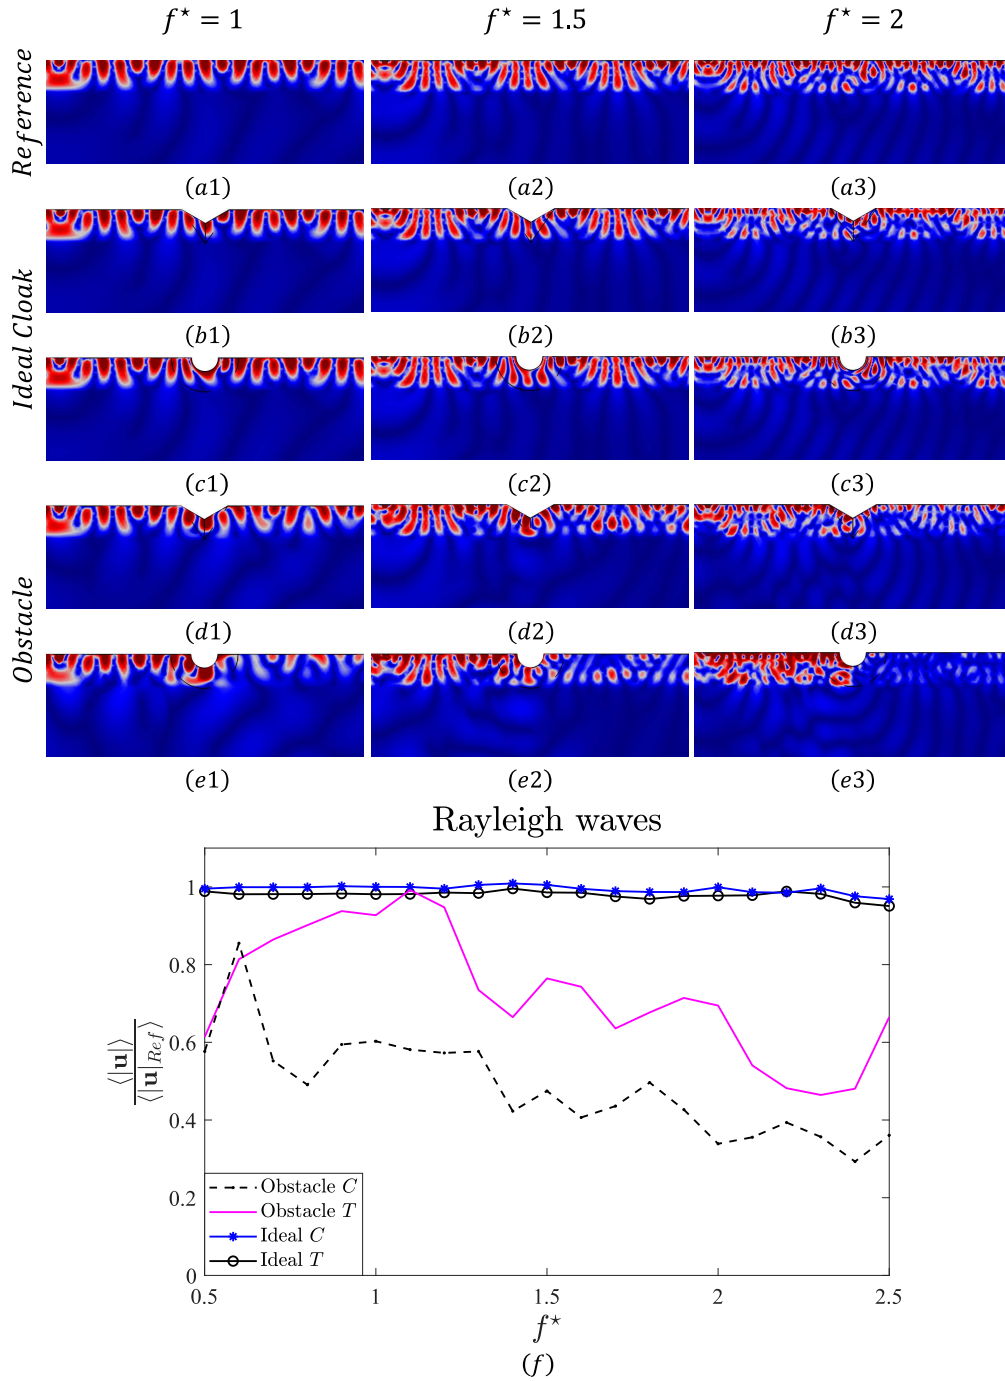 f⋆ = 1
f⋆ = 1.5
f⋆ = 2
Reference
(a1)
(a2)
(a3)
Ideal Cloak
(b1)
(b2)
(b3)
(c1)
(c2)
(c3)
Obstacle
(d1)
(d2)
(d3)
(e1)
(e2)
(e3)
Rayleigh waves
1
0.8
0.6
0.4
0.2
0
⟨|u|⟩
⟨|u|Ref⟩
Obstacle C
Obstacle T
Ideal C
Ideal T
0.5
1
1.5
2
2.5
f⋆
(f)